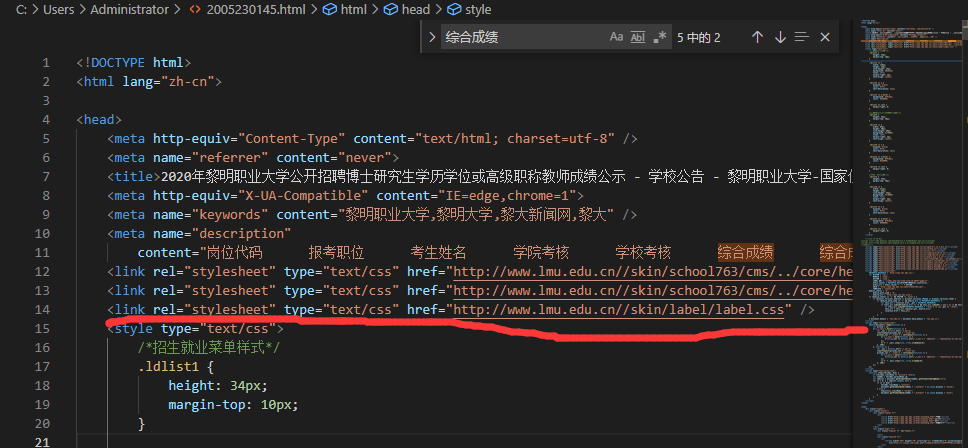 C: > Users > Administrator > 2005230145.html > html > head > style
综合成绩 Aa Abl .* 5 中的 2
1 <!DOCTYPE html>
2 <html lang="zh-cn">
3
4 <head>
5 <meta http-equiv="Content-Type" content="text/html; charset=utf-8" />
6 <meta name="referrer" content="never">
7 <title>2020年黎明职业大学公开招聘博士研究生学历学位或高级职称教师成绩公示 - 学校公告 - 黎明职业大学-国家
8 <meta http-equiv="X-UA-Compatible" content="IE=edge,chrome=1">
9 <meta name="keywords" content="黎明职业大学,黎明大学,黎大新闻网,黎大" />
10 <meta name="description"
11 content="岗位代码 报考职位 考生姓名 学院考核 学校考核 综合成绩 综合
12 <link rel="stylesheet" type="text/css" href="http://www.lmu.edu.cn//skin/school763/cms/../core/he
13 <link rel="stylesheet" type="text/css" href="http://www.lmu.edu.cn//skin/school763/cms/../core/he
14 <link rel="stylesheet" type="text/css" href="http://www.lmu.edu.cn//skin/label/label.css" />
15 <style type="text/css">
16 /*招生就业菜单样式*/
17 .ldlist1 {
18 height: 34px;
19 margin-top: 10px;
20 }
21